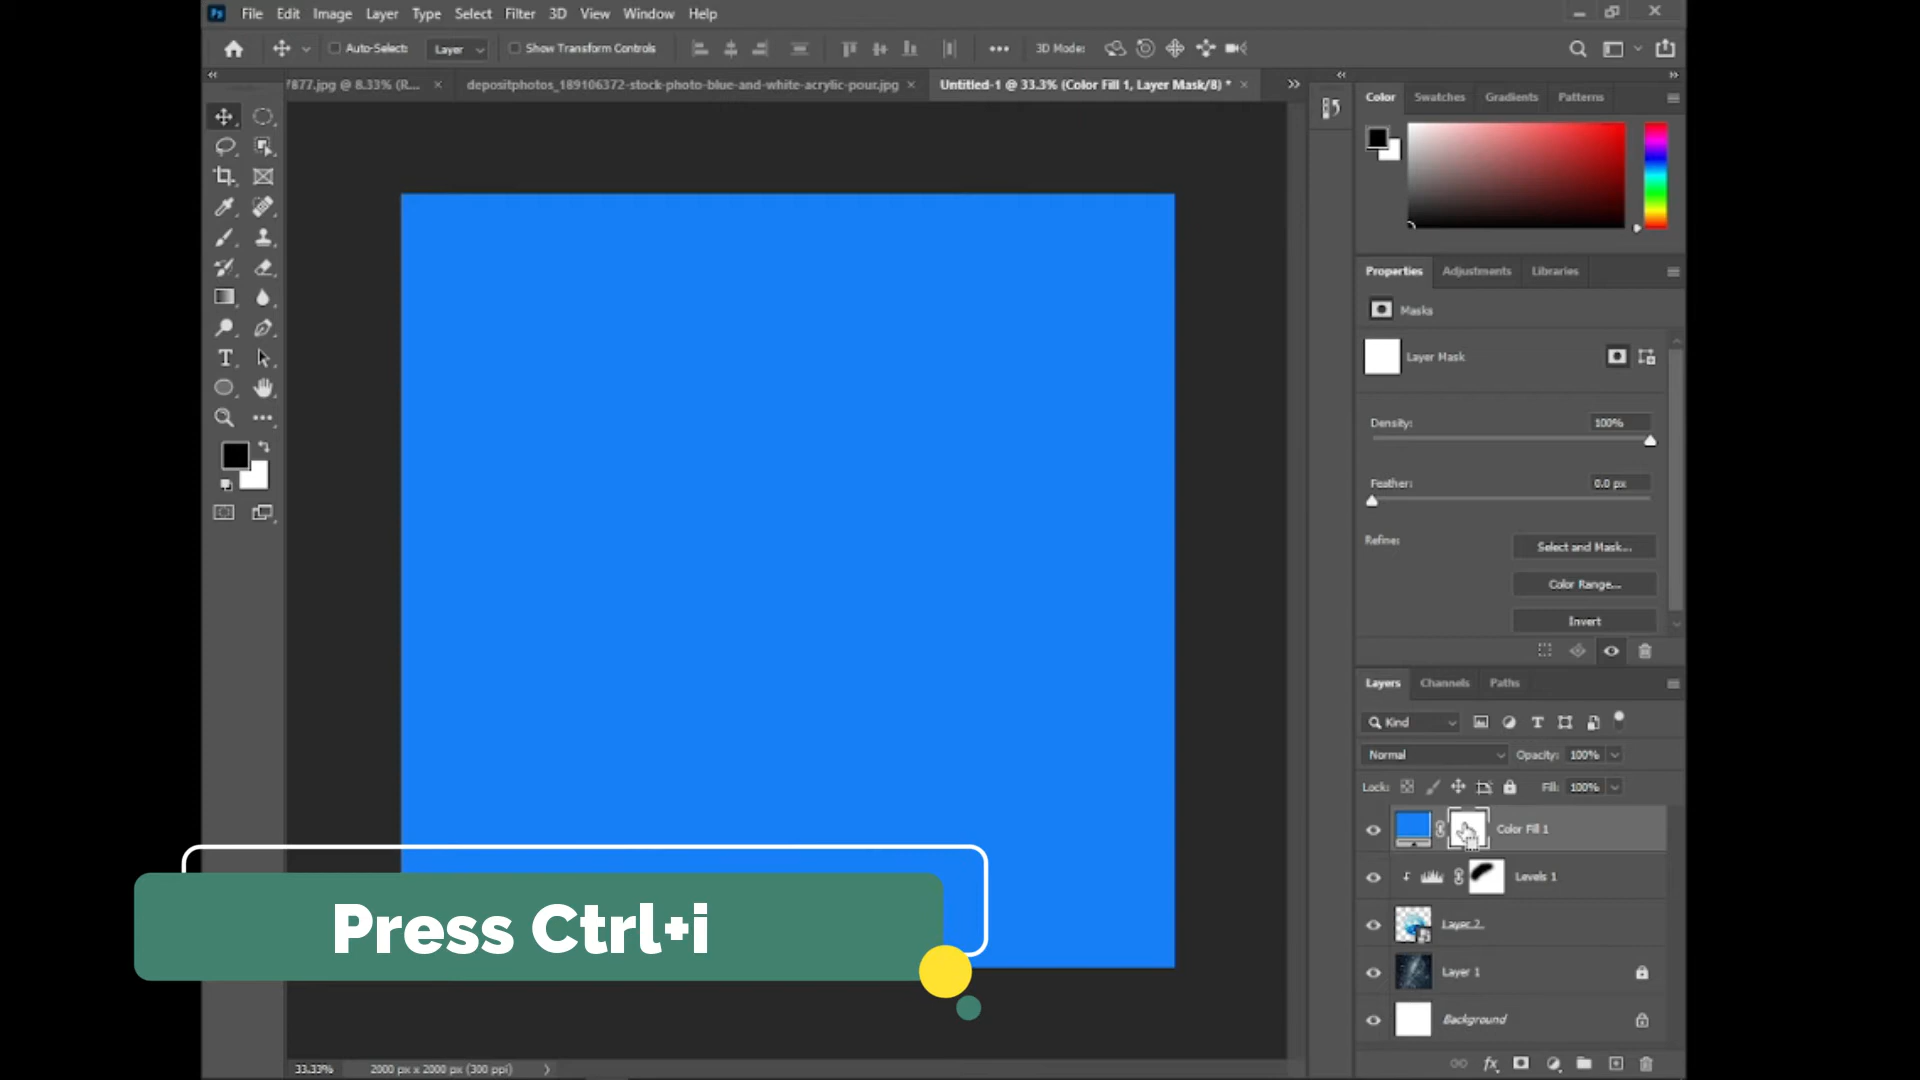 Ps File Edit Image Layer Type Select Filter 3D View Window Help
Auto-Select: Layer Show Transform Controls 3D Mode:
7877.jpg @ 8.33% (R... × depositphotos_189106372-stock-photo-blue-and-white-acrylic-pour.jpg × Untitled-1 @ 33.3% (Color Fill 1, Layer Mask/8) * ×
Color Swatches Gradients Patterns
Properties Adjustments Libraries
Masks
Layer Mask
Density: 100%
Feather: 0.0 px
Refine: Select and Mask...
Color Range...
Invert
Layers Channels Paths
Kind
Normal Opacity: 100%
Lock: Fill: 100%
Color Fill 1
Levels 1
Layer 2
Layer 1
Background
Press Ctrl+i
33.33% 2000 px x 2000 px (300 ppi)